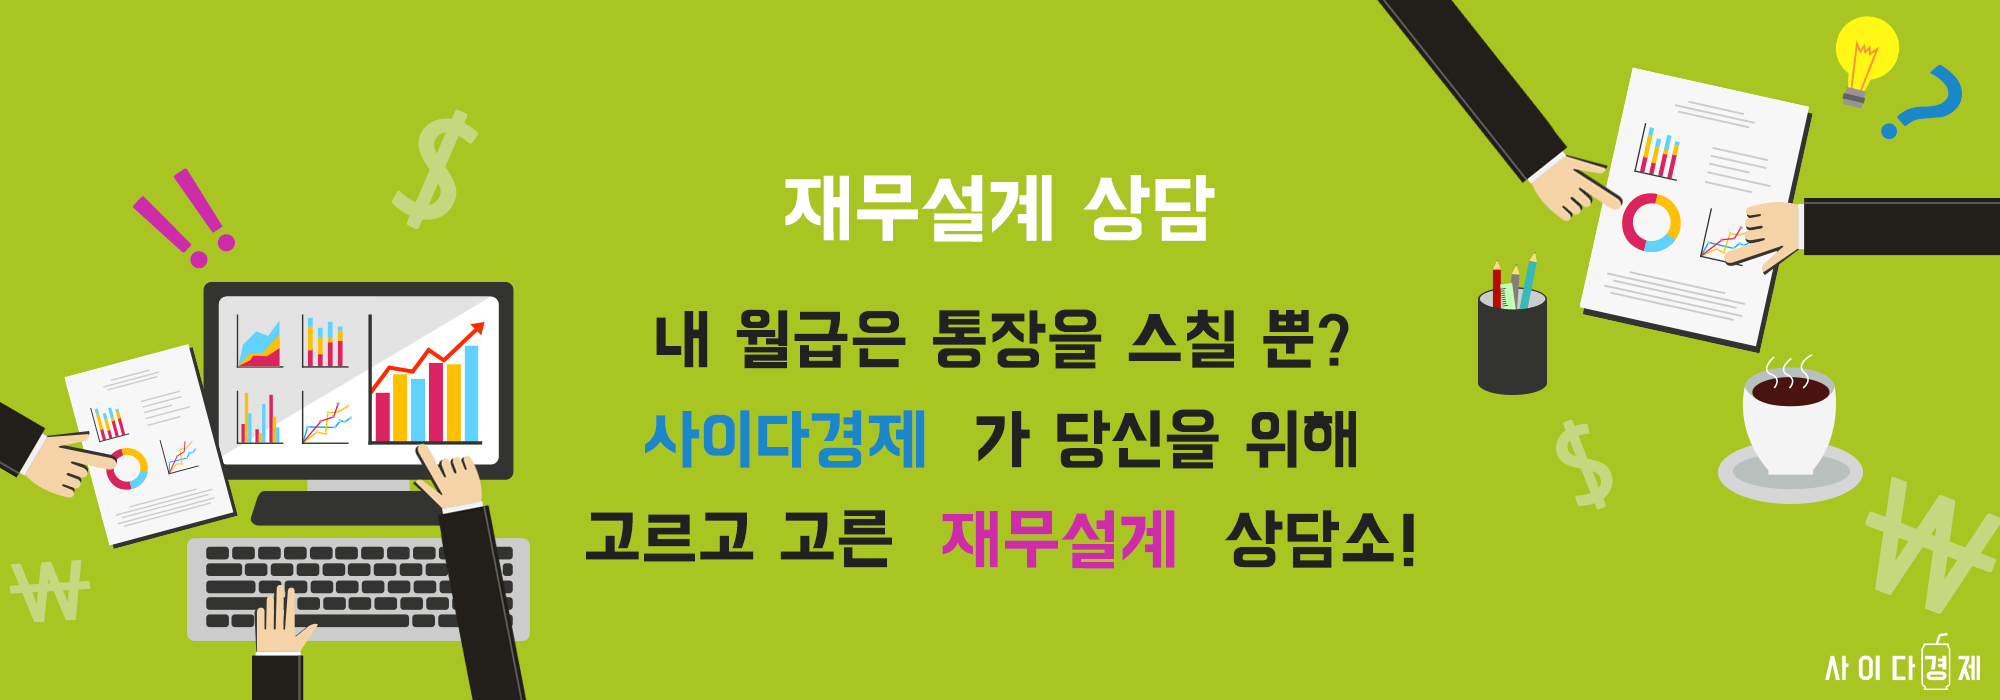 재무설계 상담
내 월급은 통장을 스칠 뿐?
사이다경제 가 당신을 위해
고르고 고른 재무설계 상담소!
사이다경제